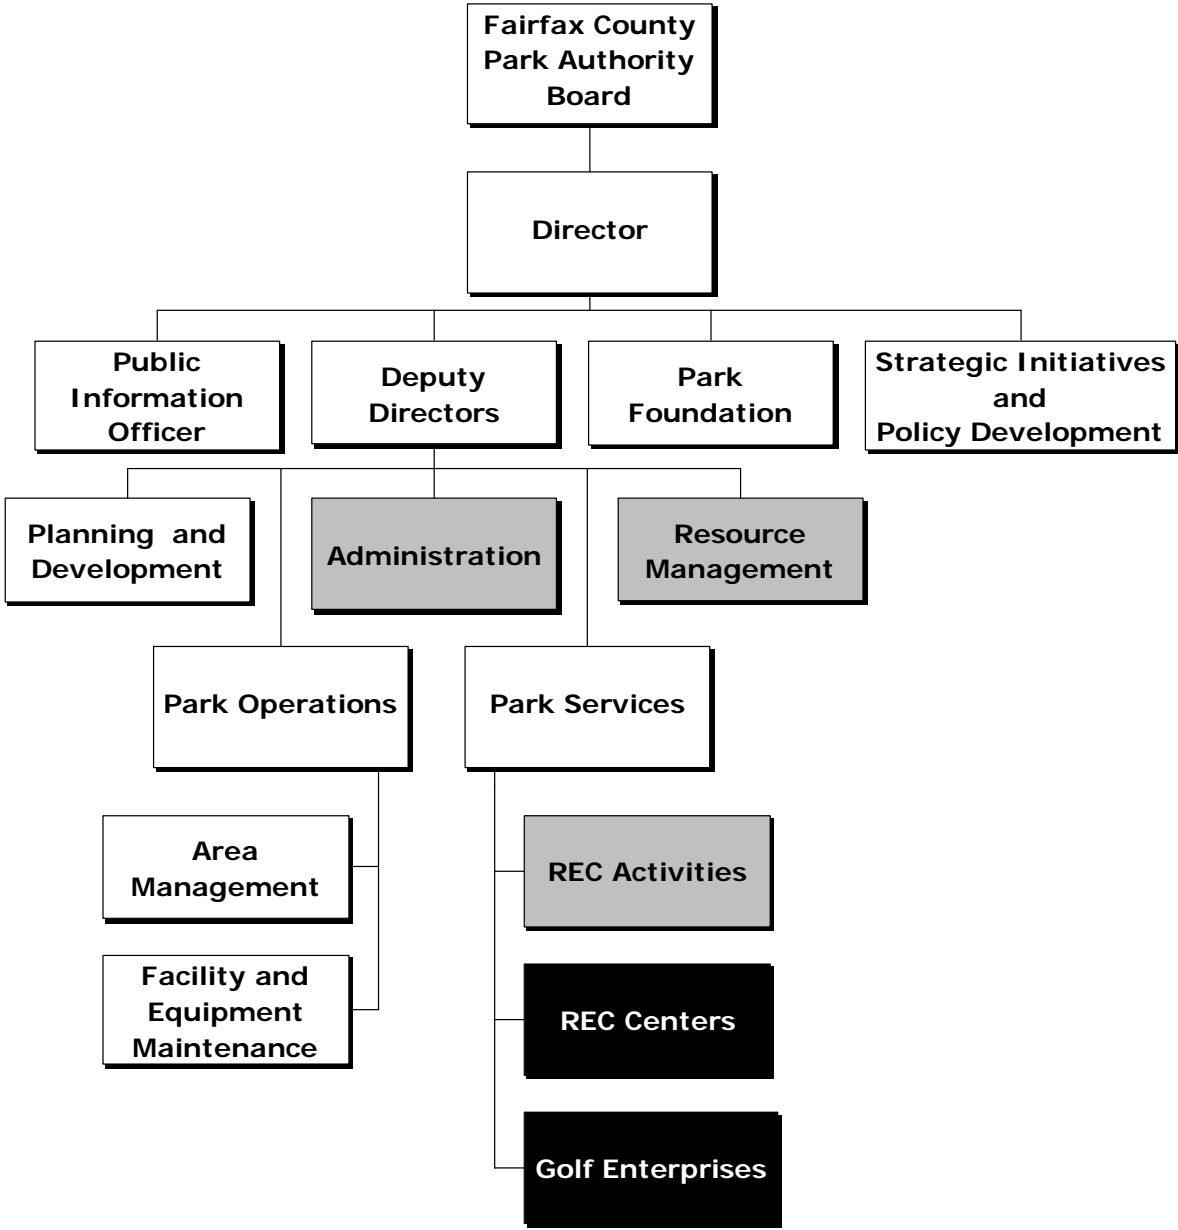 Fairfax County
Park Authority
Board
Director
Public
Information
Officer
Deputy
Directors
Park
Foundation
Strategic Initiatives
and
Policy Development
Planning and
Development
Administration
Resource
Management
Park Operations
Park Services
Area
Management
Facility and
Equipment
Maintenance
REC Activities
REC Centers
Golf Enterprises